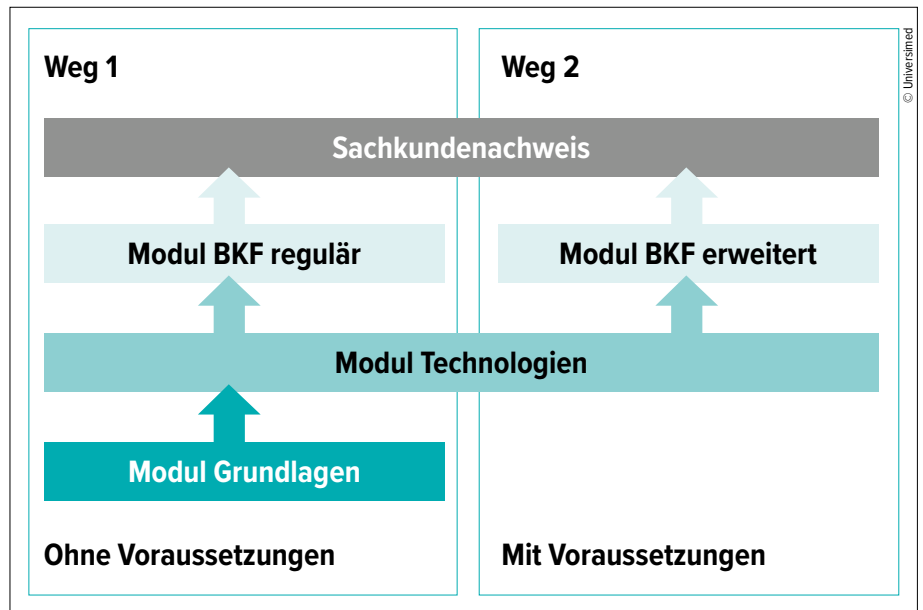 Weg 1
Weg 2
© Universimed
Sachkundenachweis
Modul BKF regulär
Modul BKF erweitert
Modul Technologien
Modul Grundlagen
Ohne Voraussetzungen
Mit Voraussetzungen